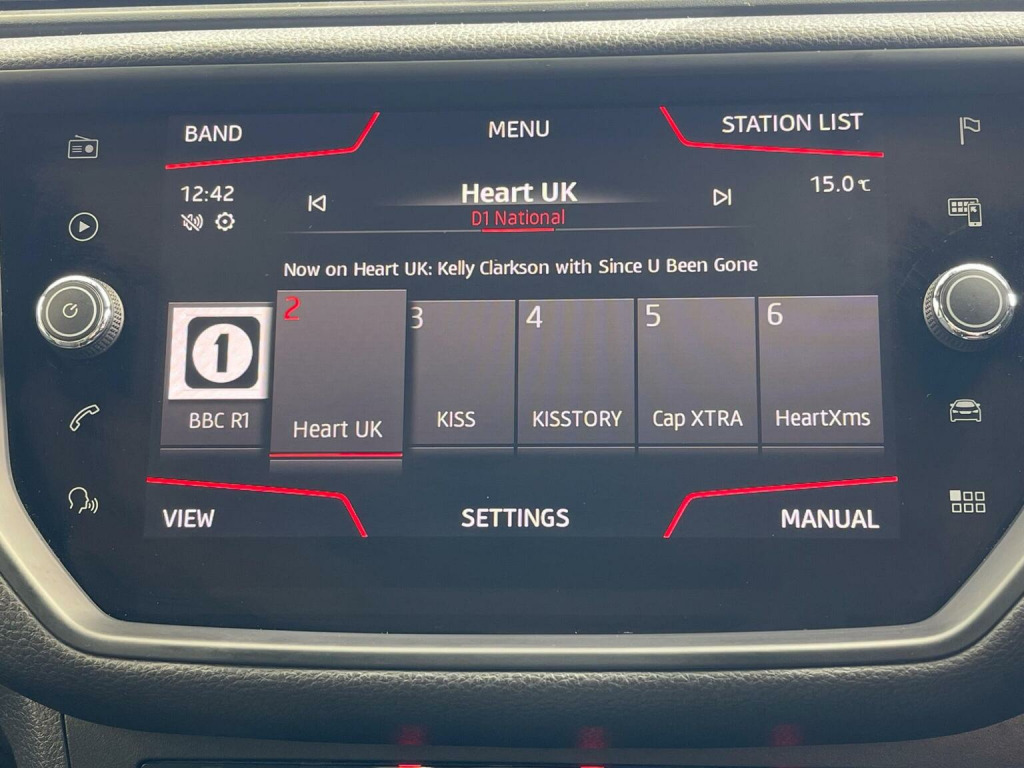 BAND MENU STATION LIST
12:42 Heart UK 15.0℃
D1 National
Now on Heart UK: Kelly Clarkson with Since U Been Gone
1 2 3 4 5 6
BBC R1 Heart UK KISS KISSTORY Cap XTRA HeartXms
VIEW SETTINGS MANUAL